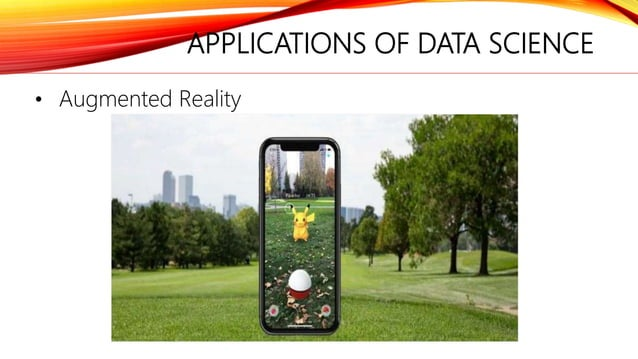 APPLICATIONS OF DATA SCIENCE
• Augmented Reality